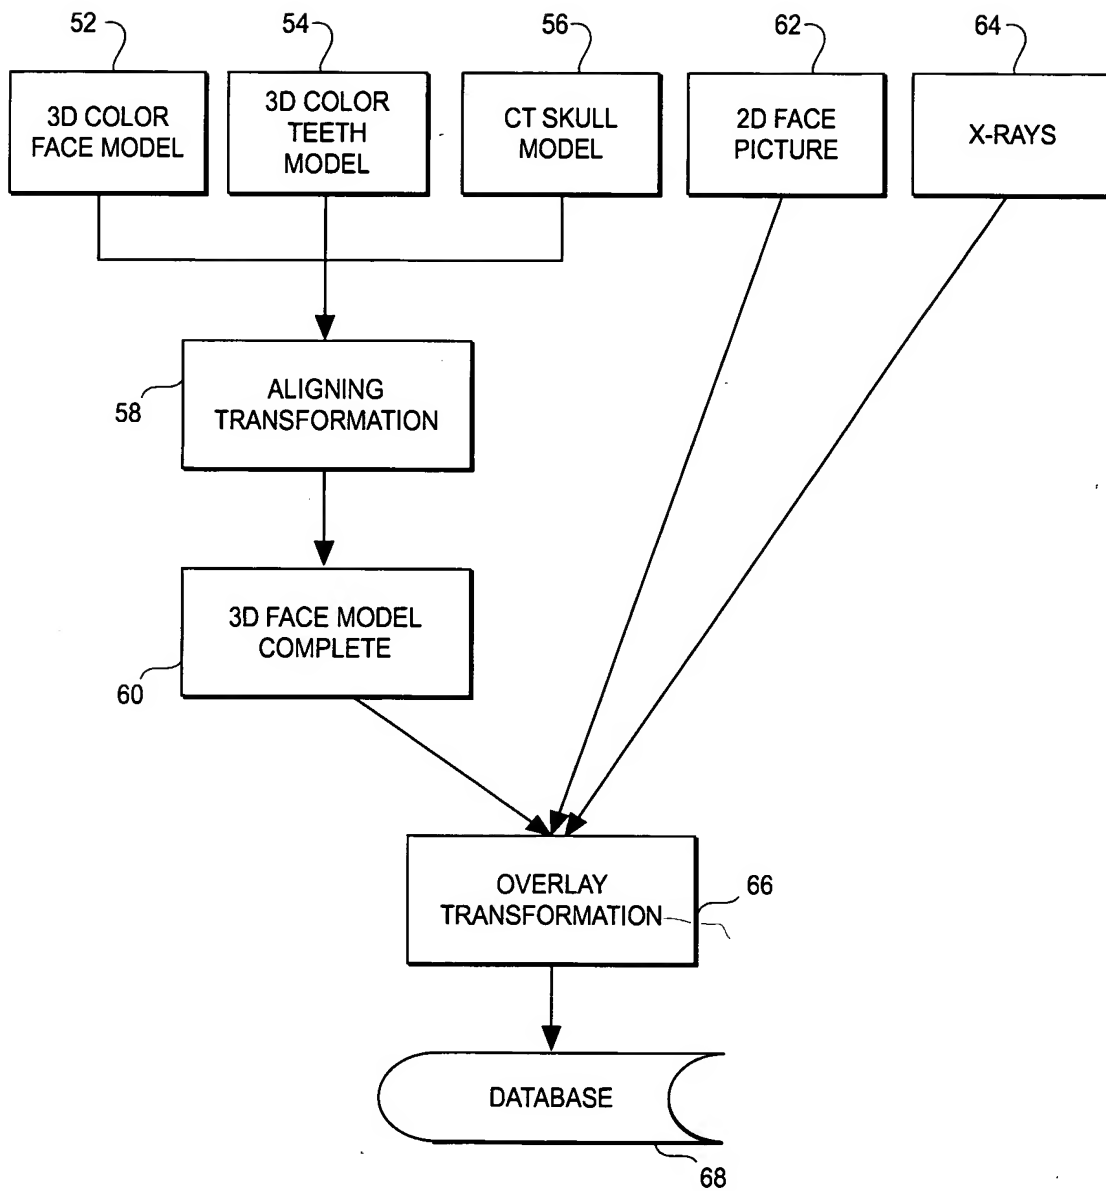 52
54
56
62
64
3D COLOR
FACE MODEL
3D COLOR
TEETH
MODEL
CT SKULL
MODEL
2D FACE
PICTURE
X-RAYS
58
ALIGNING
TRANSFORMATION
60
3D FACE MODEL
COMPLETE
OVERLAY
TRANSFORMATION
66
DATABASE
68